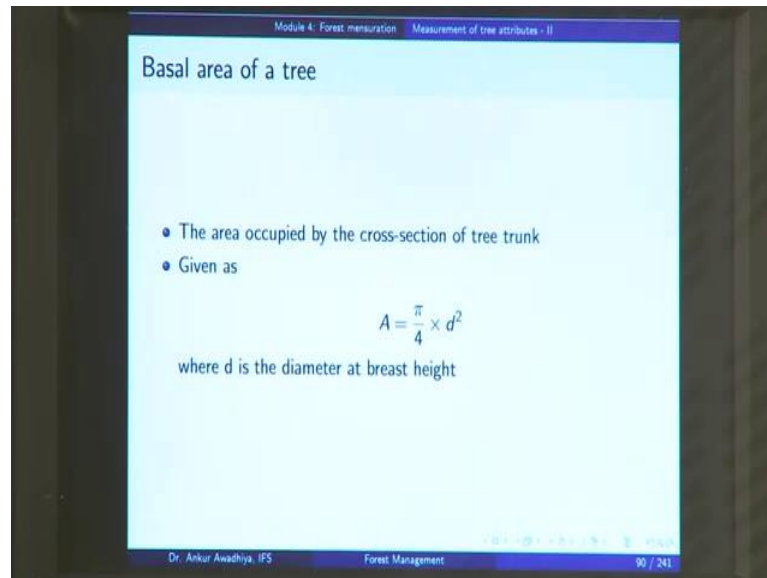 Module 4: Forest mensuration Measurement of tree attributes - II
Basal area of a tree
The area occupied by the cross-section of tree trunk
Given as
A = π/4 × d²
where d is the diameter at breast height
Dr. Ankur Awadhiya, IFS Forest Management 90 / 241